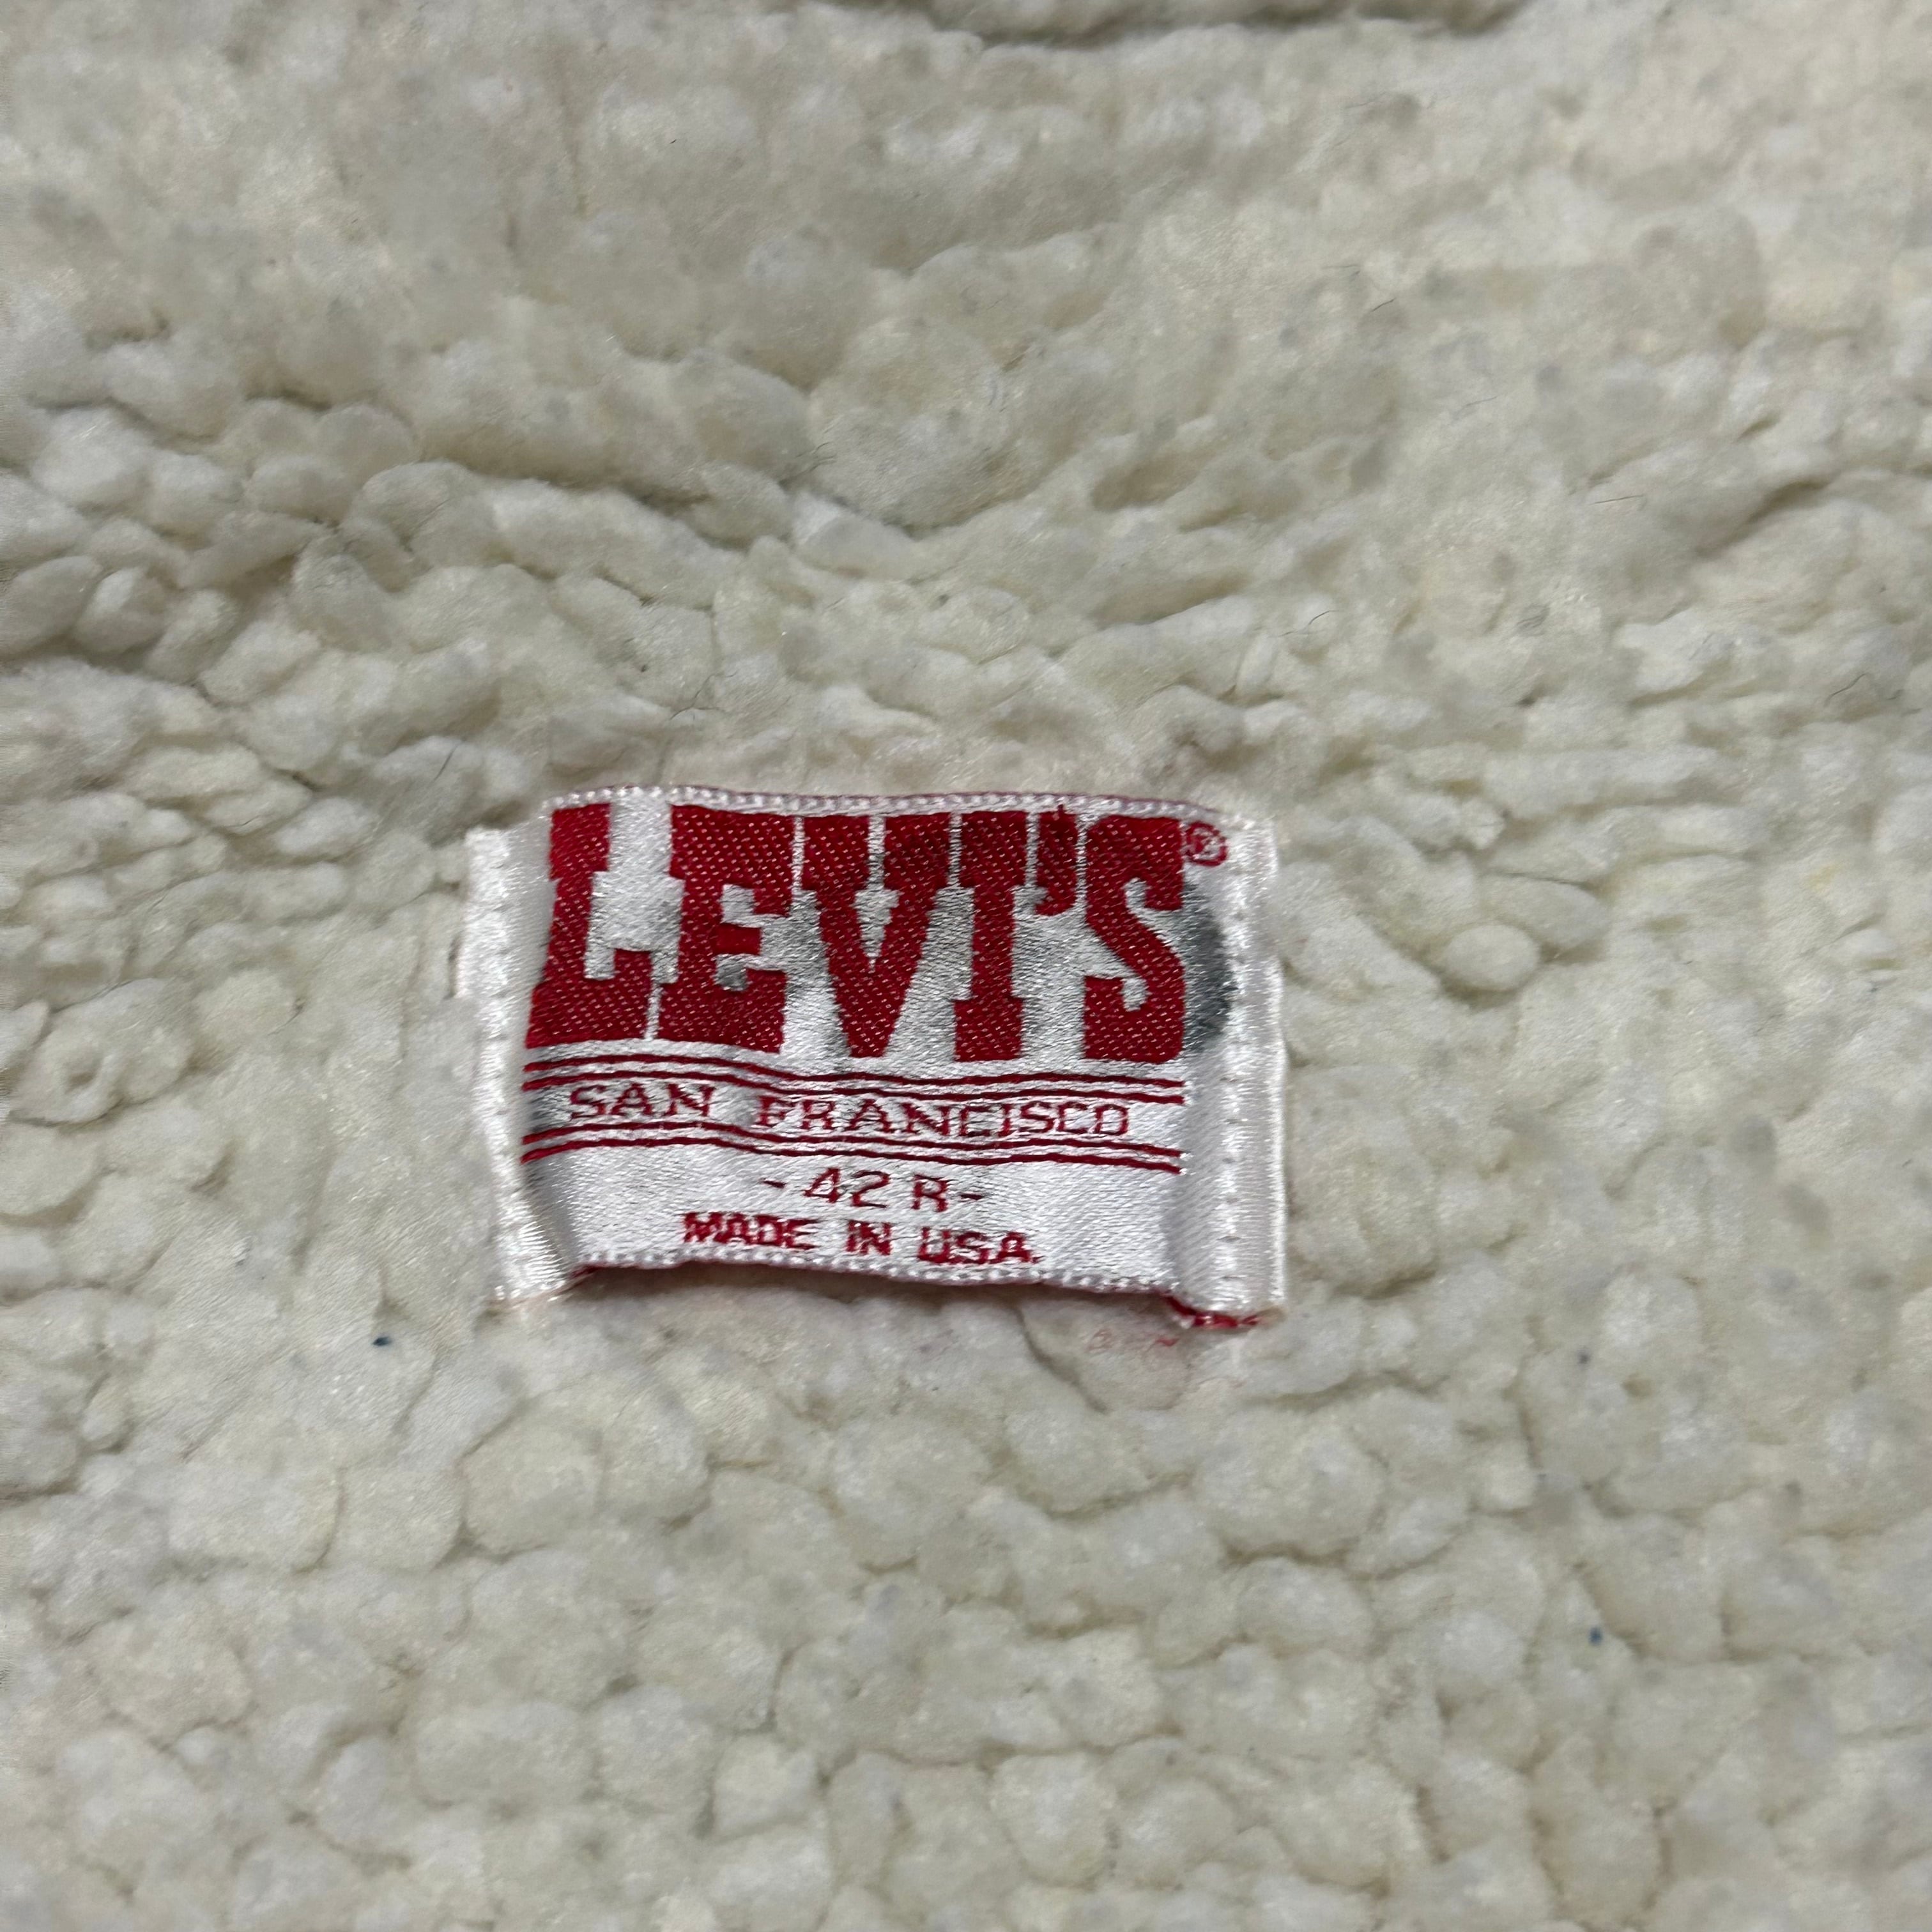 LEVI'S®
SAN FRANCISCO
- 42 R -
MADE IN USA